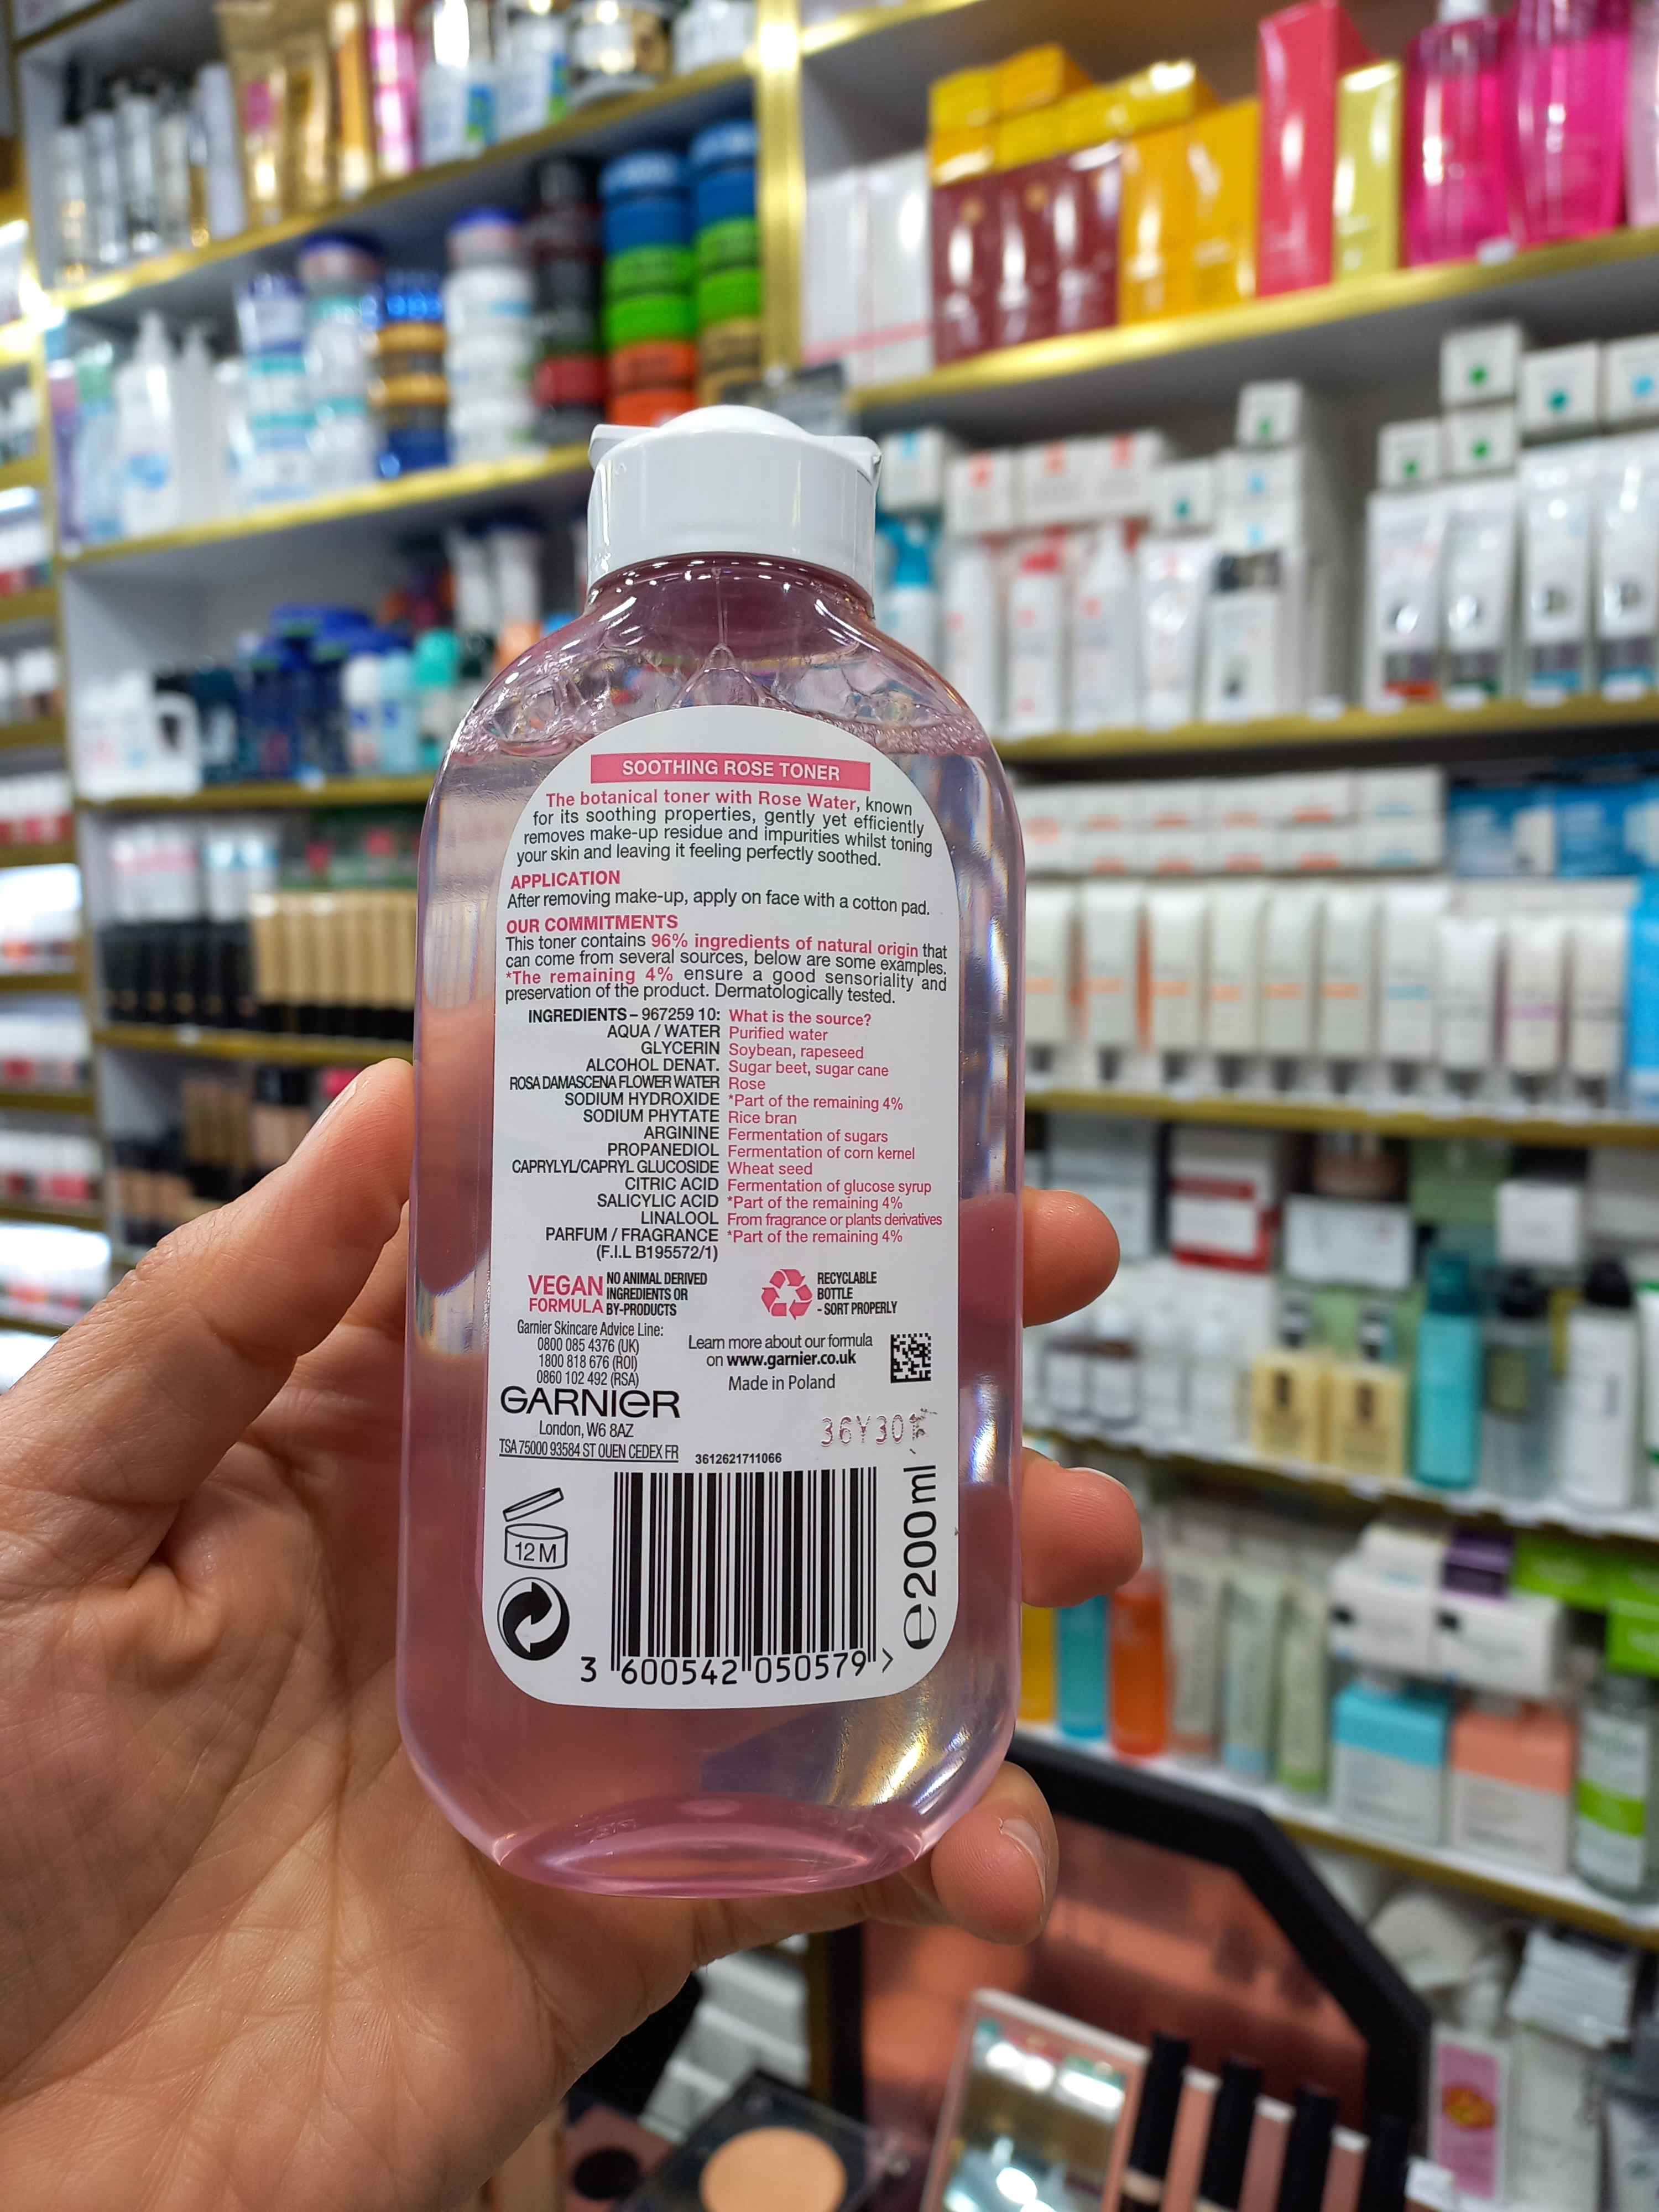 SOOTHING ROSE TONER
The botanical toner with Rose Water, known
for its soothing properties, gently yet efficiently
removes make-up residue and impurities whilst toning
your skin and leaving it feeling perfectly soothed.
APPLICATION
After removing make-up, apply on face with a cotton pad.
OUR COMMITMENTS
This toner contains 96% ingredients of natural origin that
can come from several sources, below are some examples.
*The remaining 4% ensure a good sensoriality and
preservation of the product. Dermatologically tested.
INGREDIENTS – 967259 10: What is the source?
AQUA / WATER Purified water
GLYCERIN Soybean, rapeseed
ALCOHOL DENAT. Sugar beet, sugar cane
ROSA DAMASCENA FLOWER WATER Rose
SODIUM HYDROXIDE *Part of the remaining 4%
SODIUM PHYTATE Rice bran
ARGININE Fermentation of sugars
PROPANEDIOL Fermentation of corn kernel
CAPRYLYL/CAPRYL GLUCOSIDE Wheat seed
CITRIC ACID Fermentation of glucose syrup
SALICYLIC ACID *Part of the remaining 4%
LINALOOL From fragrance or plants derivatives
PARFUM / FRAGRANCE *Part of the remaining 4%
(F.I.L B195572/1)
VEGAN FORMULA
NO ANIMAL DERIVED
INGREDIENTS OR
BY-PRODUCTS
RECYCLABLE
BOTTLE
- SORT PROPERLY
Garnier Skincare Advice Line:
0800 085 4376 (UK)
1800 818 676 (ROI)
0860 102 492 (RSA)
Learn more about our formula
on www.garnier.co.uk
Made in Poland
GARNIER
London, W6 8AZ
TSA 75000 93584 ST OUEN CEDEX FR
3612621711066
12 M
e200 ml
3 600542 050579 >